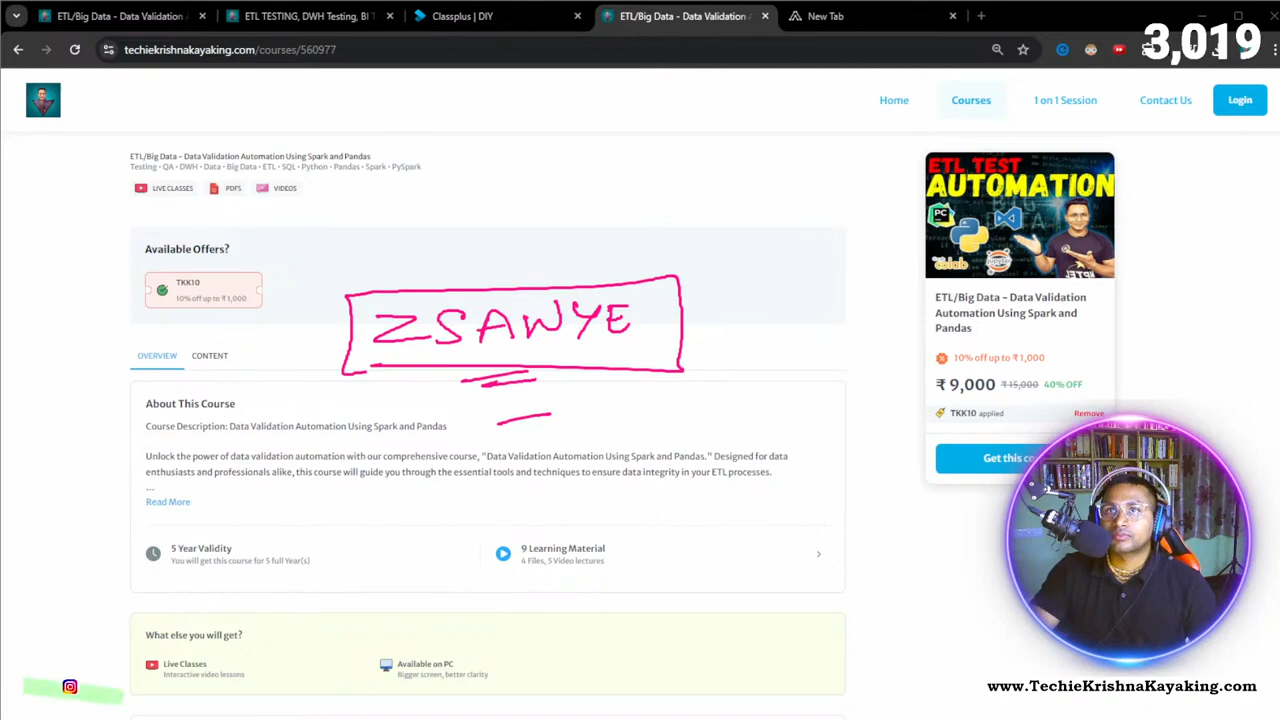 ETL/Big Data - Data Validation A
ETL TESTING, DWH Testing, BI T
Classplus | DIY
ETL/Big Data - Data Validation A
New Tab
techiekrishnakayaking.com/courses/560977
3,019
Home
Courses
1 on 1 Session
Contact Us
Login
ETL/Big Data - Data Validation Automation Using Spark and Pandas
Testing • QA • DWH • Data • Big Data • ETL • SQL • Python • Pandas • Spark • PySpark
LIVE CLASSES
PDFS
VIDEOS
Available Offers?
TKK10
10% off up to ₹1,000
ZSAWYE
OVERVIEW
CONTENT
About This Course
Course Description: Data Validation Automation Using Spark and Pandas
Unlock the power of data validation automation with our comprehensive course, "Data Validation Automation Using Spark and Pandas." Designed for data
enthusiasts and professionals alike, this course will guide you through the essential tools and techniques to ensure data integrity in your ETL processes.
...
Read More
5 Year Validity
You will get this course for 5 full Year(s)
9 Learning Material
4 Files, 5 Video lectures
What else you will get?
Live Classes
Interactive video lessons
Available on PC
Bigger screen, better clarity
ETL TEST
AUTOMATION
PC
colab
jupyter
ETL/Big Data - Data Validation
Automation Using Spark and
Pandas
10% off up to ₹ 1,000
₹ 9,000 ₹ 15,000 40% OFF
TKK10 applied
Remove
Get this co
www.TechieKrishnaKayaking.com